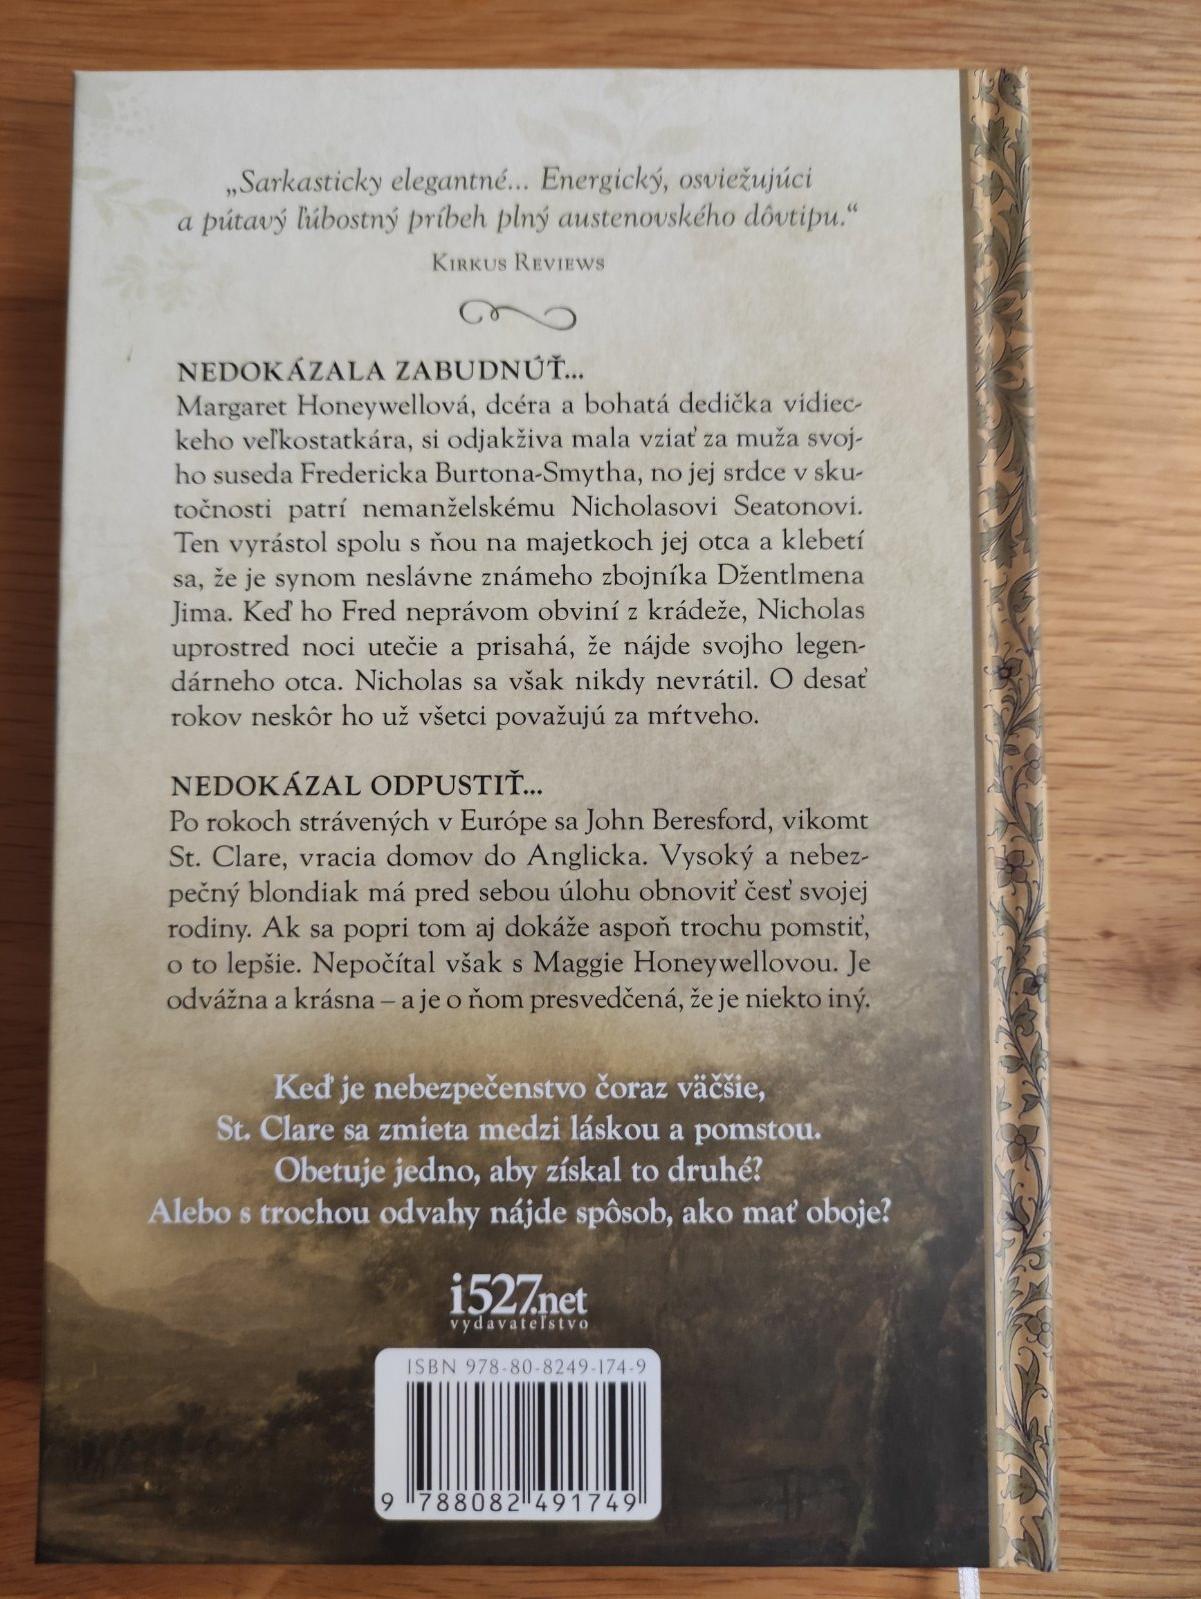 „Sarkasticky elegantné... Energický, osviežujúci
a pútavý ľúbostný príbeh plný austenovského dôvtipu.“
Kirkus Reviews
NEDOKÁZALA ZABUDNÚŤ...
Margaret Honeywellová, dcéra a bohatá dedička vidiec-
keho veľkostatkára, si odjakživa mala vziať za muža svoj-
ho suseda Fredericka Burtona-Smytha, no jej srdce v sku-
točnosti patrí nemanželskému Nicholasovi Seatonovi.
Ten vyrástol spolu s ňou na majetkoch jej otca a klebetí
sa, že je synom neslávne známeho zbojníka Džentlmena
Jima. Keď ho Fred neprávom obviní z krádeže, Nicholas
uprostred noci utečie a prisahá, že nájde svojho legen-
dárneho otca. Nicholas sa však nikdy nevrátil. O desať
rokov neskôr ho už všetci považujú za mŕtveho.
NEDOKÁZAL ODPUSTIŤ...
Po rokoch strávených v Európe sa John Beresford, vikomt
St. Clare, vracia domov do Anglicka. Vysoký a nebez-
pečný blondiak má pred sebou úlohu obnoviť česť svojej
rodiny. Ak sa popri tom aj dokáže aspoň trochu pomstiť,
o to lepšie. Nepočítal však s Maggie Honeywellovou. Je
odvážna a krásna – a je o ňom presvedčená, že je niekto iný.
Keď je nebezpečenstvo čoraz väčšie,
St. Clare sa zmieta medzi láskou a pomstou.
Obetuje jedno, aby získal to druhé?
Alebo s trochou odvahy nájde spôsob, ako mať oboje?
i527.net
vydavateľstvo
ISBN 978-80-8249-174-9
9 788082 491749